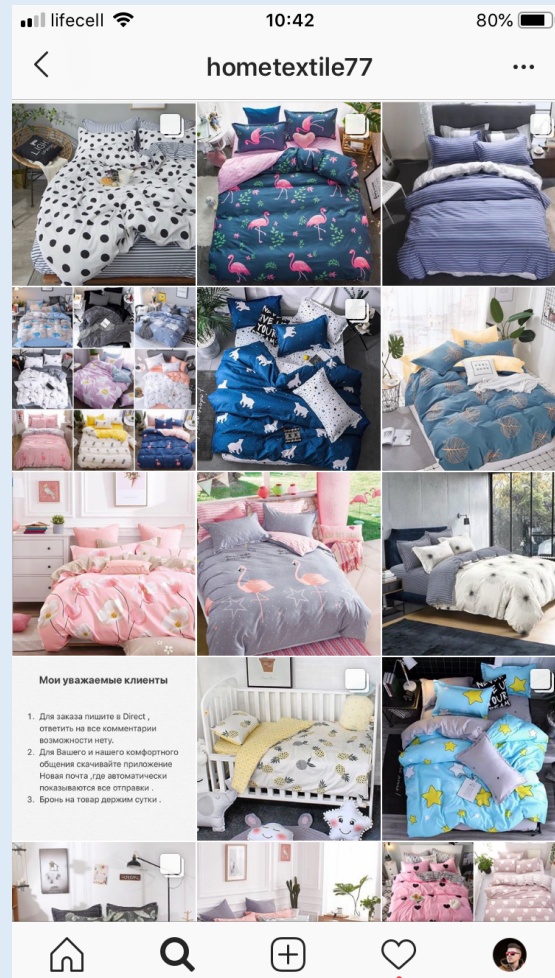 lifecell
10:42
80%
hometextile77
Мои уважаемые клиенты
1. Для заказа пишите в Direct ,
ответить на все комментарии
возможности нету.
2. Для Вашего и нашего комфортного
общения скачивайте приложение
Новая почта ,где автоматически
показываются все отправки .
3. Бронь на товар держим сутки .